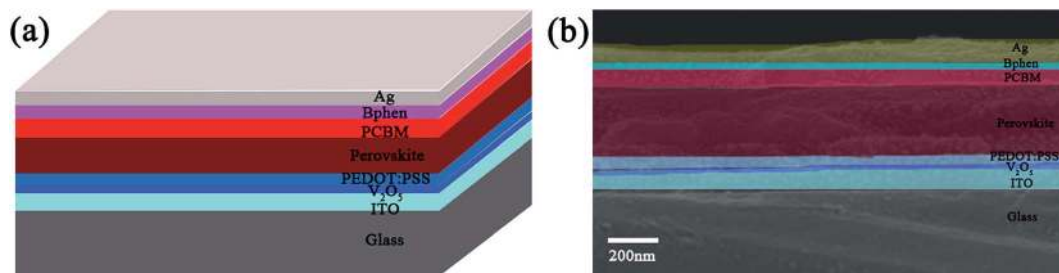 (a)
Ag
Bphen
PCBM
Perovskite
PEDOT:PSS
V₂O₅
ITO
Glass
(b)
Ag
Bphen
PCBM
Perovskite
PEDOT:PSS
V₂O₅
ITO
Glass
200nm